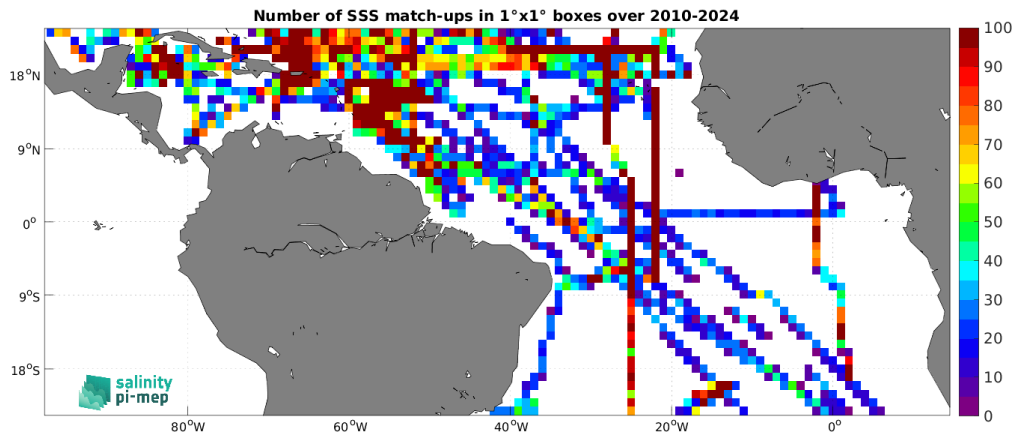 Number of SSS match-ups in 1°x1° boxes over 2010-2024
18°N
9°N
0°
9°S
18°S
80°W
60°W
40°W
20°W
0°
100
90
80
70
60
50
40
30
20
10
0
salinity
pi-mep